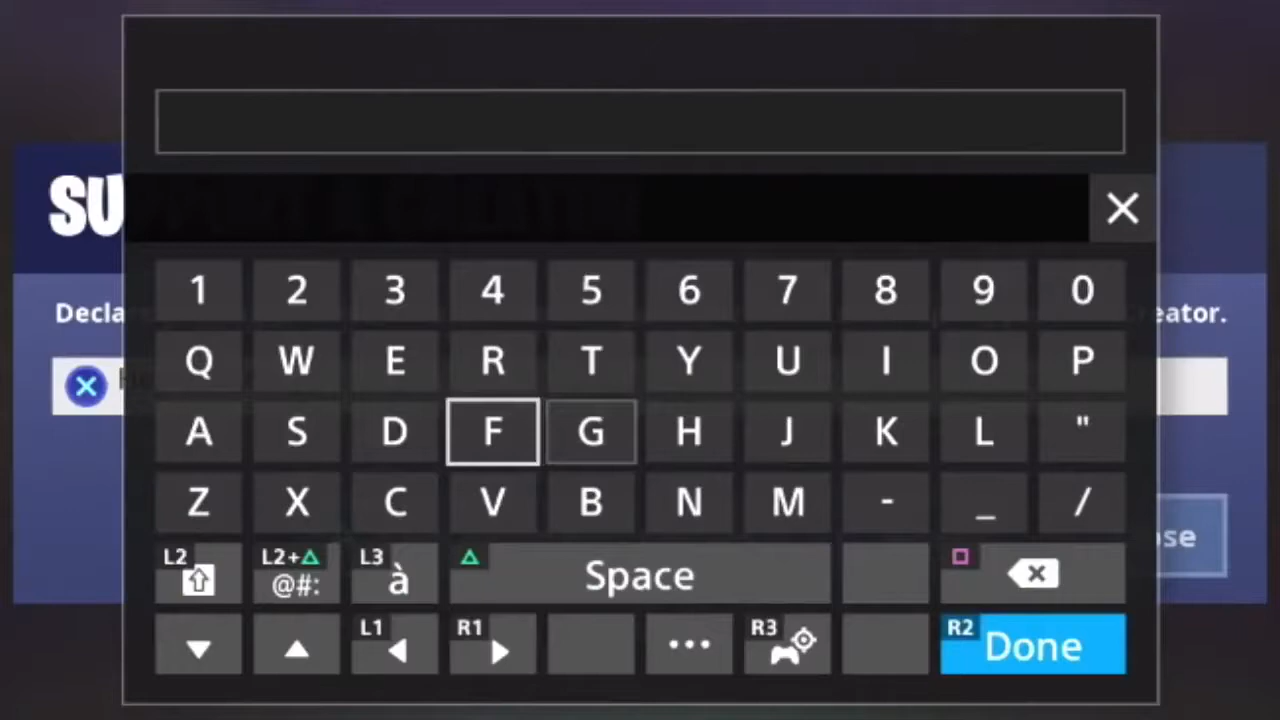 SU
Decla
eator.
1 2 3 4 5 6 7 8 9 0
Q W E R T Y U I O P
A S D F G H J K L "
Z X C V B N M - _ /
L2 L2+△ @#: L3 à △ Space □
L1 R1 ... R3 R2 Done
se